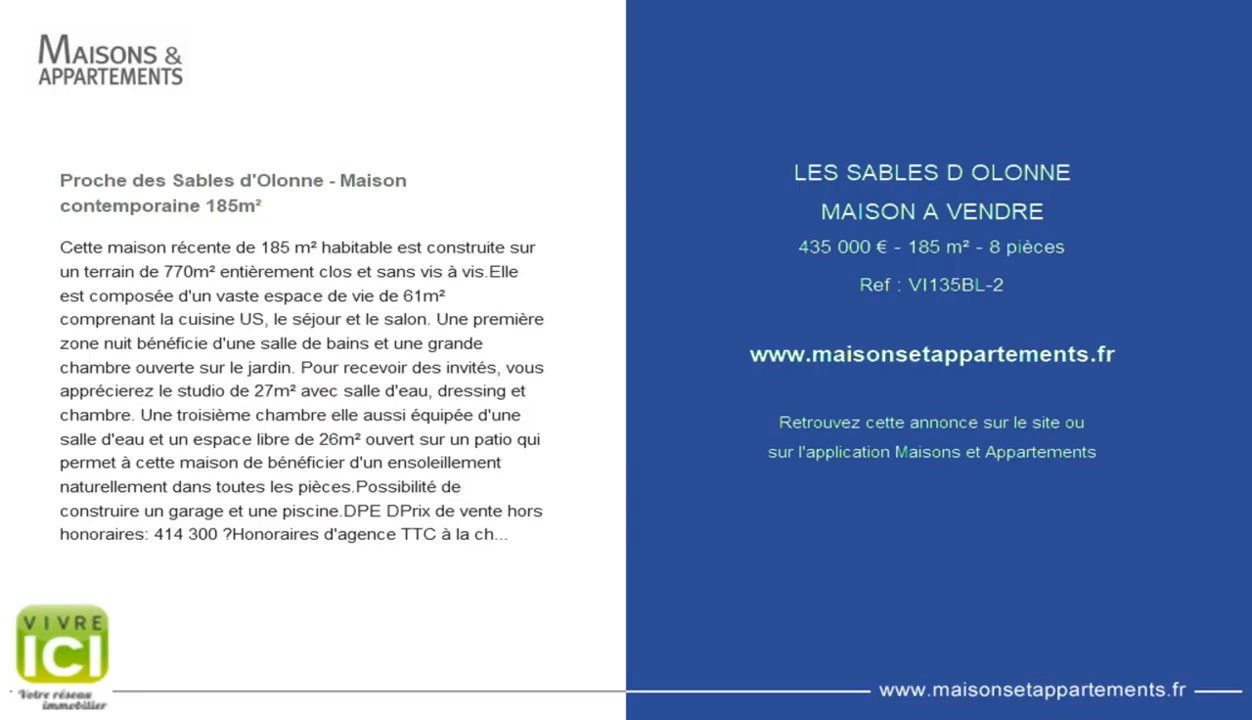 MAISONS &
APPARTEMENTS
Proche des Sables d'Olonne - Maison
contemporaine 185m²
Cette maison récente de 185 m² habitable est construite sur
un terrain de 770m² entièrement clos et sans vis à vis.Elle
est composée d'un vaste espace de vie de 61m²
comprenant la cuisine US, le séjour et le salon. Une première
zone nuit bénéficie d'une salle de bains et une grande
chambre ouverte sur le jardin. Pour recevoir des invités, vous
apprécierez le studio de 27m² avec salle d'eau, dressing et
chambre. Une troisième chambre elle aussi équipée d'une
salle d'eau et un espace libre de 26m² ouvert sur un patio qui
permet à cette maison de bénéficier d'un ensoleillement
naturellement dans toutes les pièces.Possibilité de
construire un garage et une piscine.DPE DPrix de vente hors
honoraires: 414 300 ?Honoraires d'agence TTC à la ch...
VIVRE
ICI
Votre réseau
immobilier
LES SABLES D OLONNE
MAISON A VENDRE
435 000 € - 185 m² - 8 pièces
Ref : VI135BL-2
www.maisonsetappartements.fr
Retrouvez cette annonce sur le site ou
sur l'application Maisons et Appartements
www.maisonsetappartements.fr